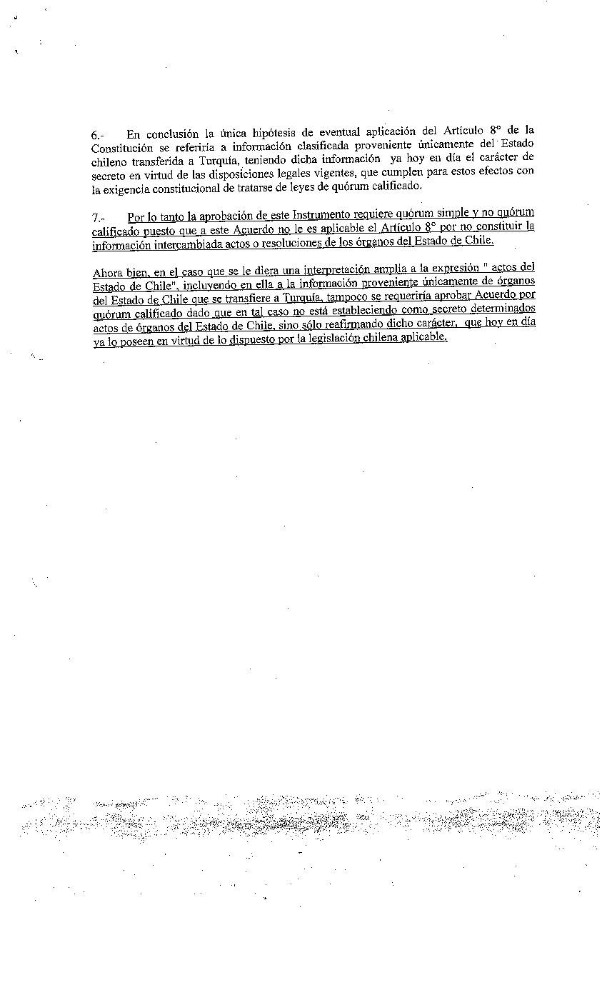 6.- En conclusión la única hipótesis de eventual aplicación del Artículo 8° de la
Constitución se referiría a información clasificada proveniente únicamente del Estado
chileno transferida a Turquía, teniendo dicha información ya hoy en día el carácter de
secreto en virtud de las disposiciones legales vigentes, que cumplen para estos efectos con
la exigencia constitucional de tratarse de leyes de quórum calificado.
7.- Por lo tanto la aprobación de este Instrumento requiere quórum simple y no quórum
calificado puesto que a este Acuerdo no le es aplicable el Artículo 8° por no constituir la
información intercambiada actos o resoluciones de los órganos del Estado de Chile.
Ahora bien, en el caso que se le diera una interpretación amplia a la expresión " actos del
Estado de Chile", incluyendo en ella a la información proveniente únicamente de órganos
del Estado de Chile que se transfiere a Turquía, tampoco se requeriría aprobar Acuerdo por
quórum calificado dado que en tal caso no está estableciendo como secreto determinados
actos de órganos del Estado de Chile, sino sólo reafirmando dicho carácter, que hoy en día
ya lo poseen en virtud de lo dispuesto por la legislación chilena aplicable.